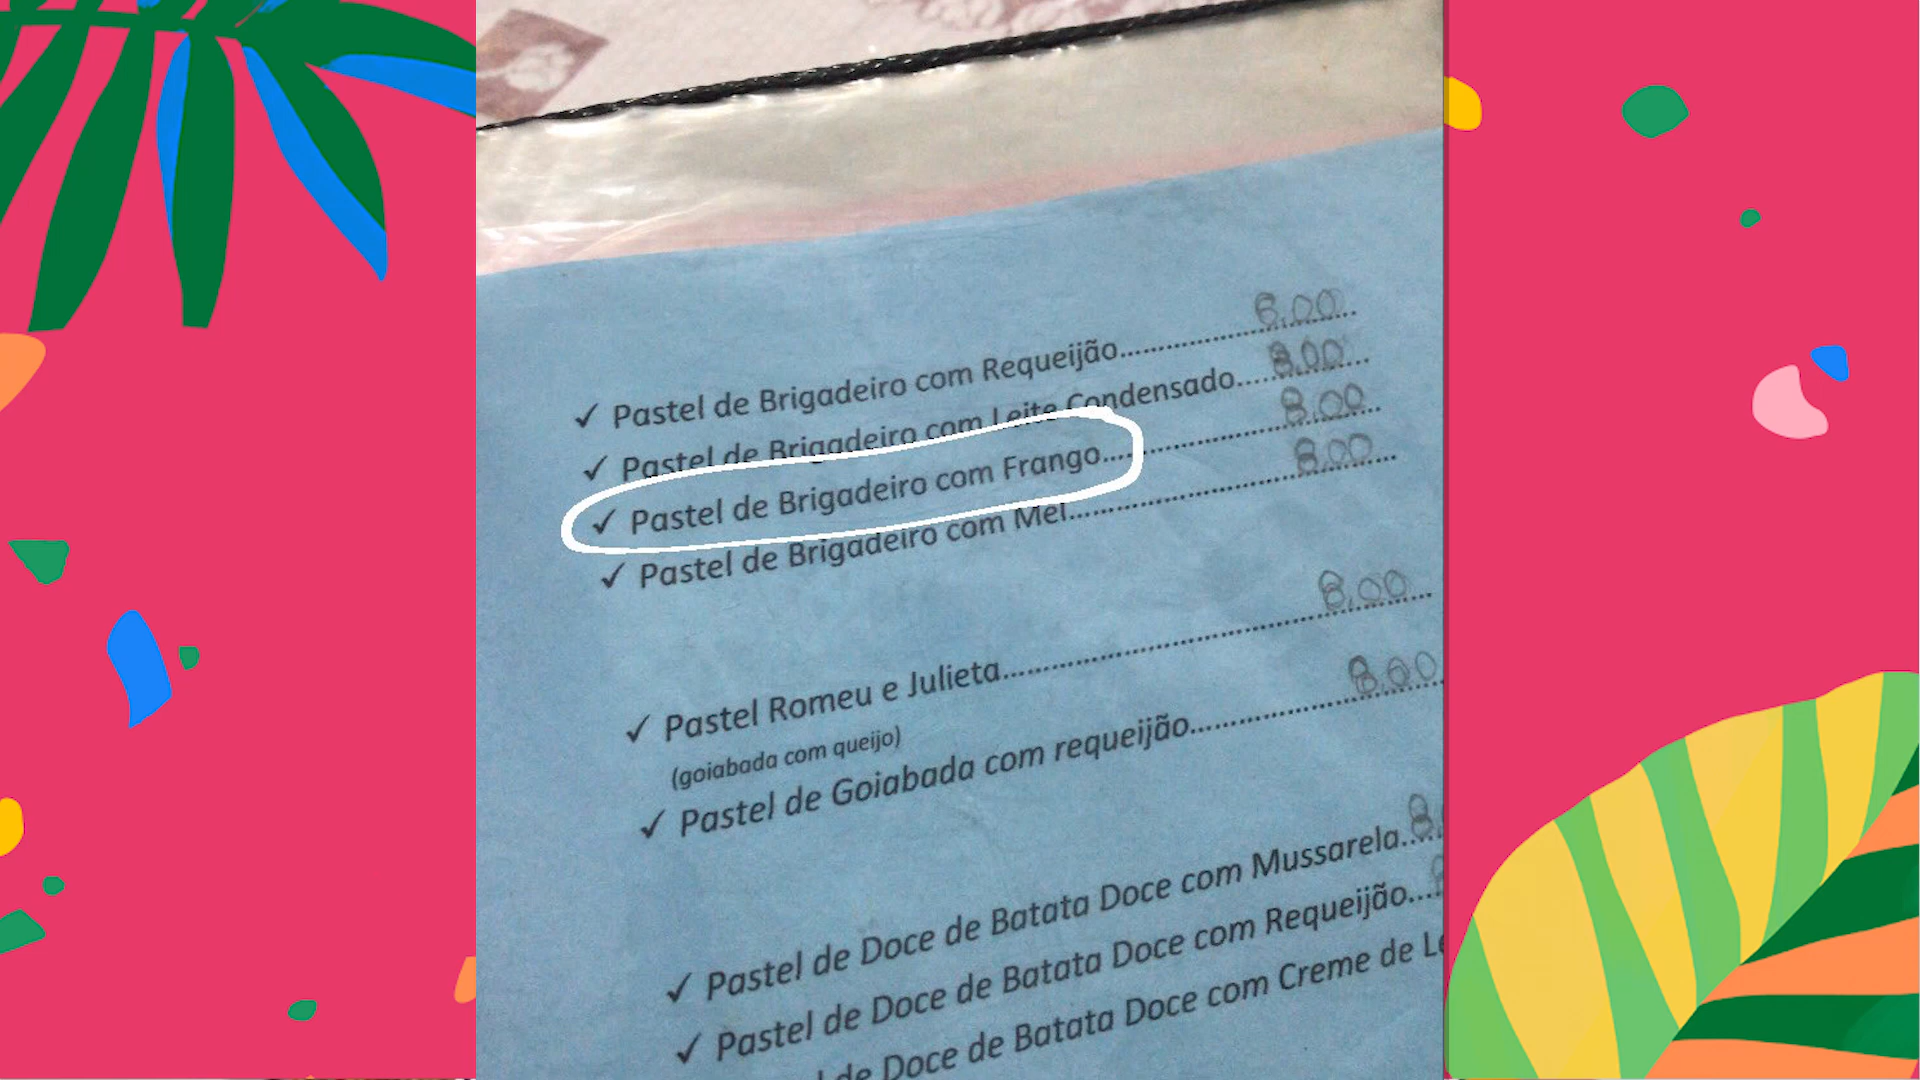 ✓ Pastel de Brigadeiro com Requeijão.......................... 6,00
✓ Pastel de Brigadeiro com Leite Condensado.............. 8,00
✓ Pastel de Brigadeiro com Frango.............................. 8,00
✓ Pastel de Brigadeiro com Mel................................... 8,00
✓ Pastel Romeu e Julieta.............................................. 8,00
(goiabada com queijo)
✓ Pastel de Goiabada com requeijão........................... 8,00
✓ Pastel de Doce de Batata Doce com Mussarela.....
✓ Pastel de Doce de Batata Doce com Requeijão.....
de Doce de Batata Doce com Creme de